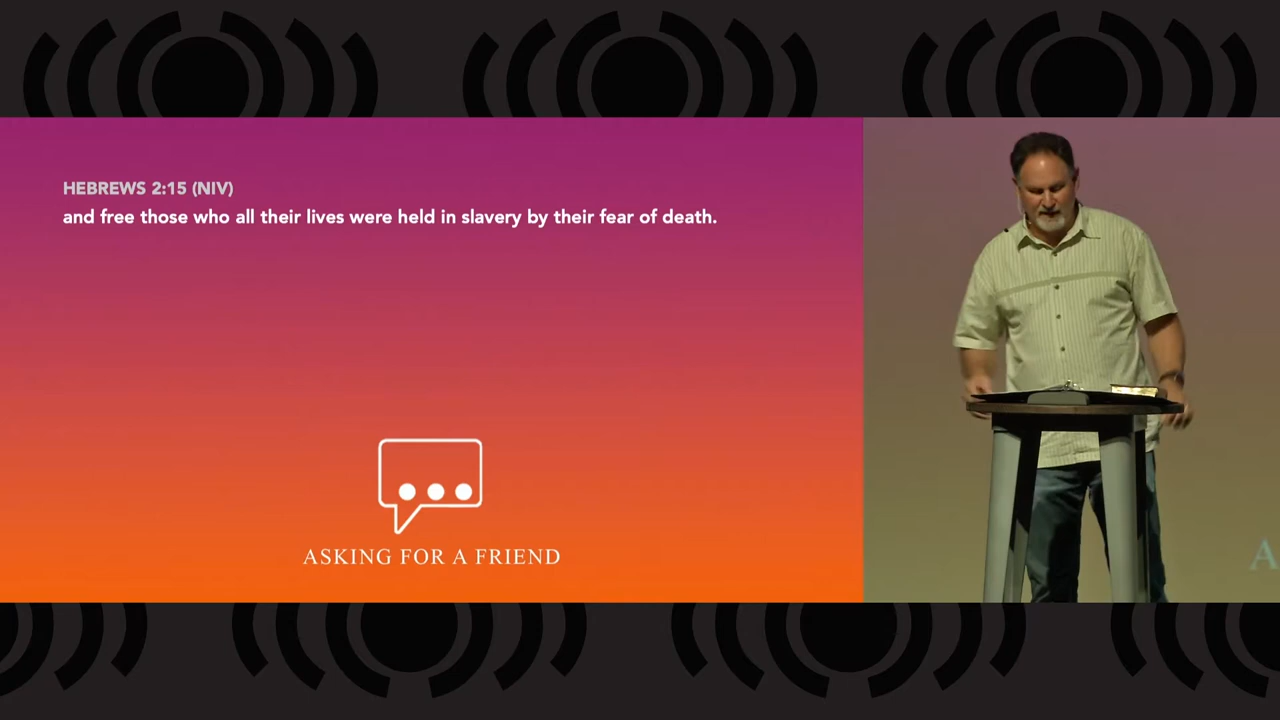 HEBREWS 2:15 (NIV)
and free those who all their lives were held in slavery by their fear of death.
ASKING FOR A FRIEND
A